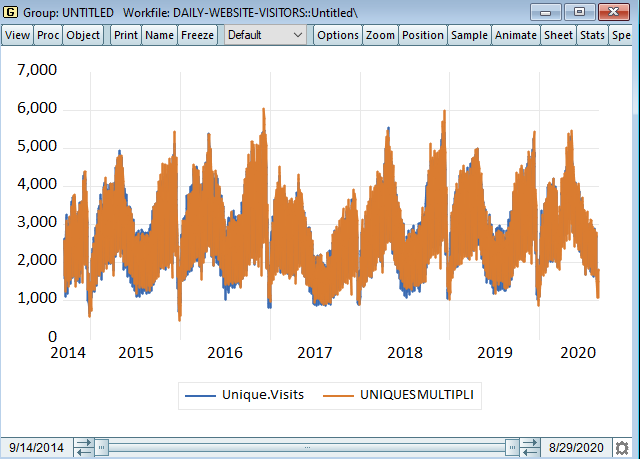 G Group: UNTITLED Workfile: DAILY-WEBSITE-VISITORS::Untitled\
View Proc Object Print Name Freeze Default Options Zoom Position Sample Animate Sheet Stats Spe
7,000
6,000
5,000
4,000
3,000
2,000
1,000
0
2014 2015 2016 2017 2018 2019 2020
Unique.Visits UNIQUESMULTIPLI
9/14/2014 8/29/2020